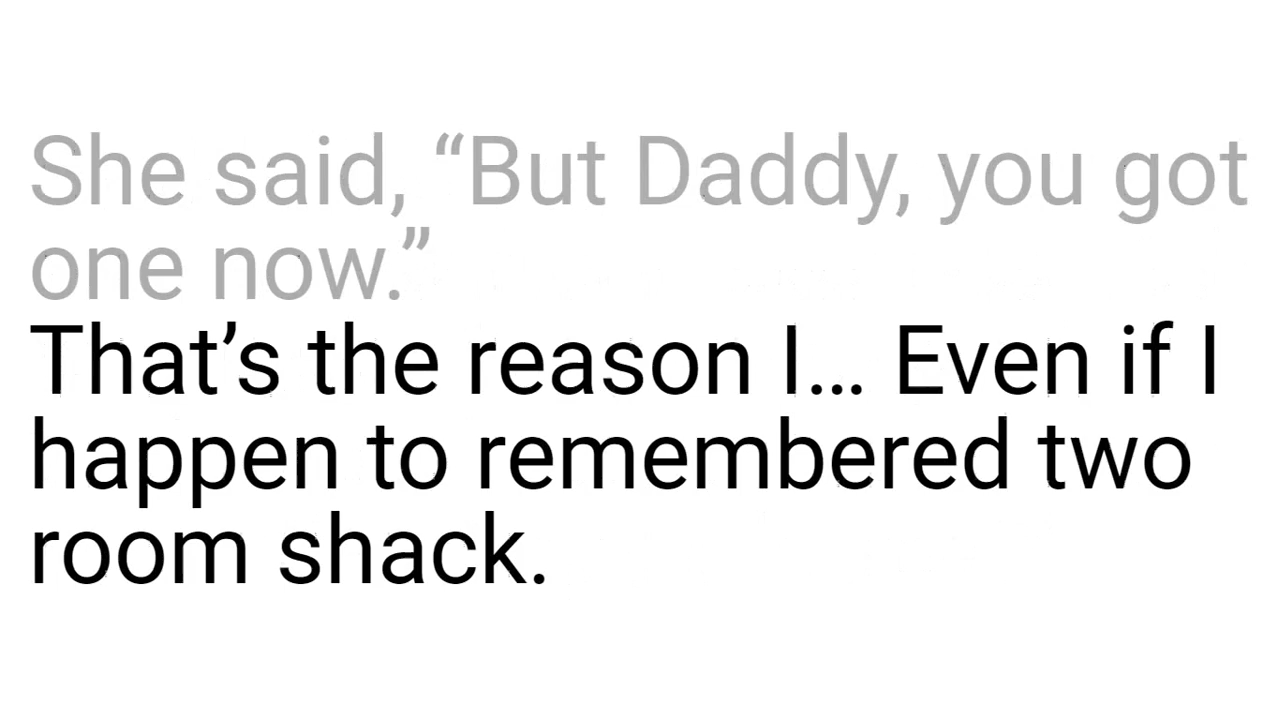 She said, “But Daddy, you got
one now.”
That’s the reason I... Even if I
happen to remembered two
room shack.